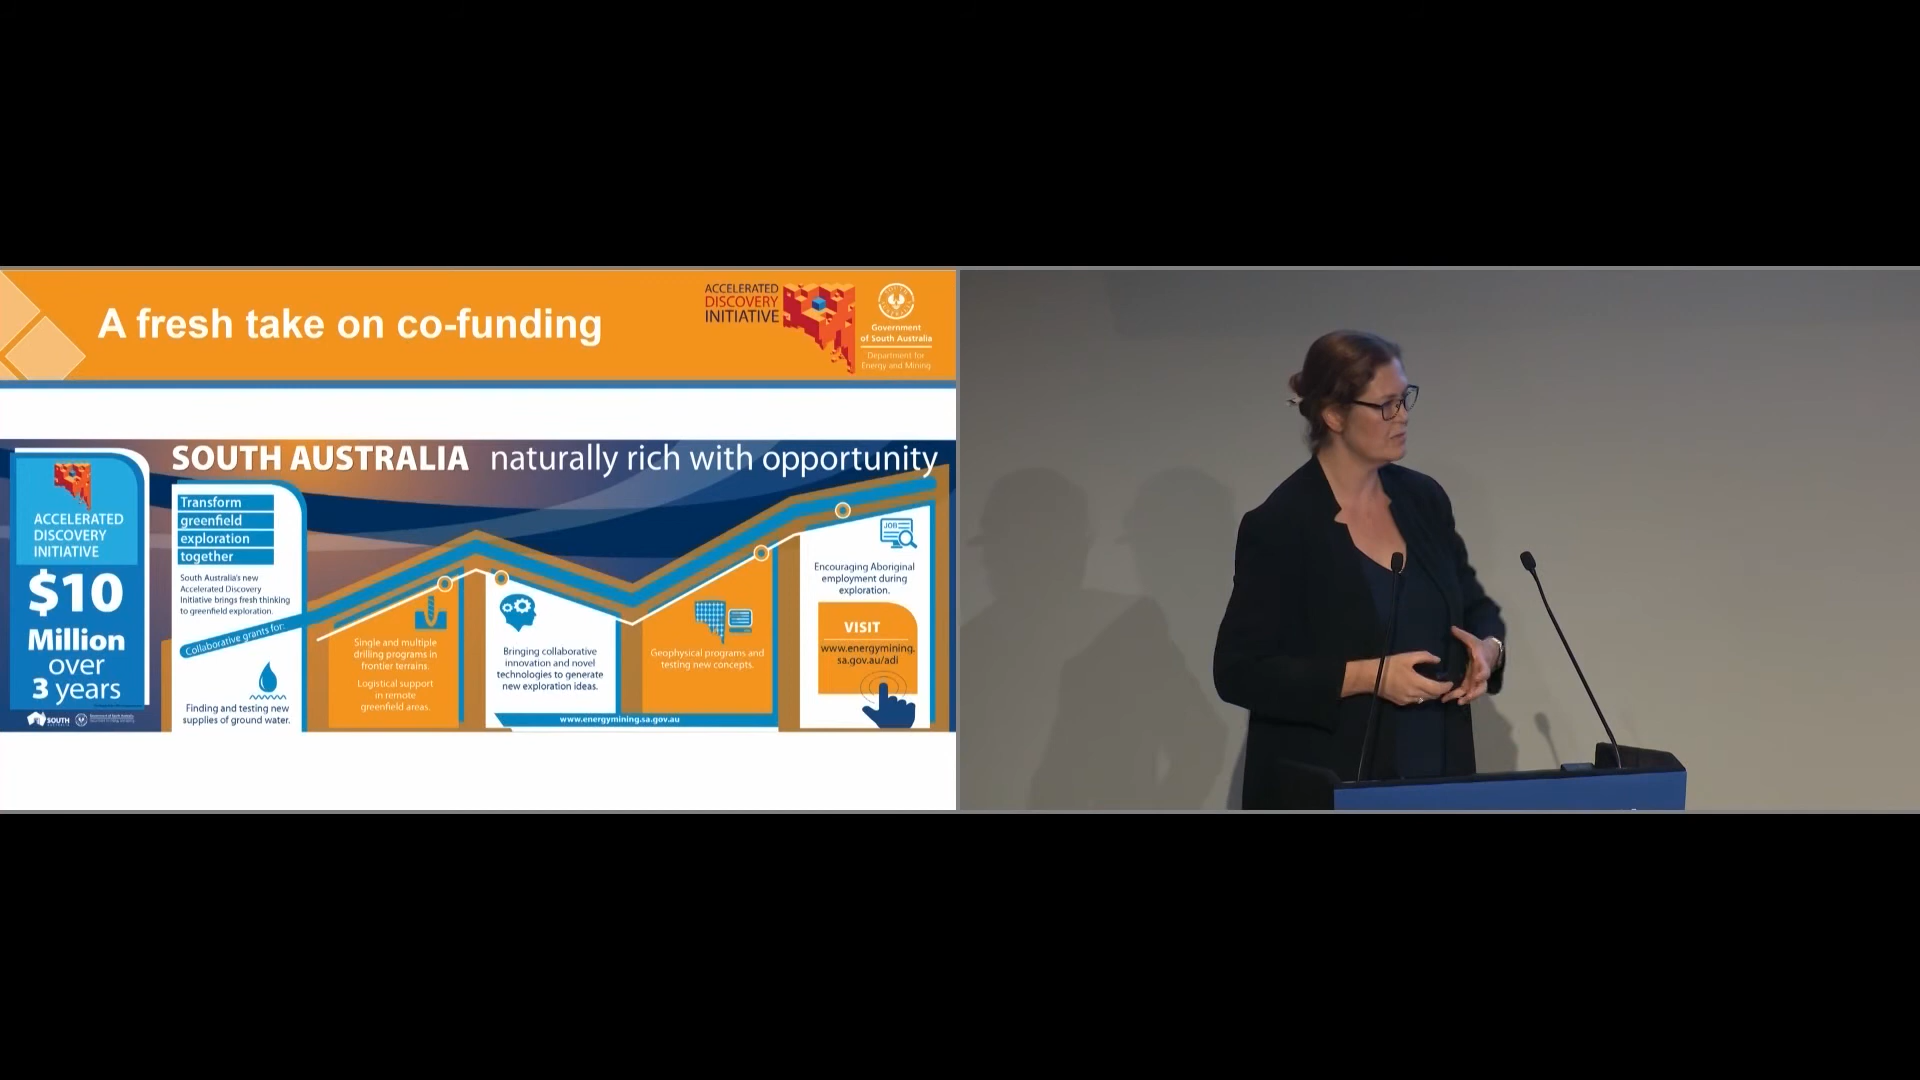 A fresh take on co-funding
ACCELERATED
DISCOVERY
INITIATIVE
Government
of South Australia
Department for
Energy and Mining
SOUTH AUSTRALIA naturally rich with opportunity
ACCELERATED
DISCOVERY
INITIATIVE
$10
Million
over
3 years
SOUTH
Transform
greenfield
exploration
together
South Australia's new
Accelerated Discovery
Initiative brings fresh thinking
to greenfield exploration.
Collaborative grants for:
Finding and testing new
supplies of ground water.
Single and multiple
drilling programs in
frontier terrains.
Logistical support
in remote
greenfield areas.
Bringing collaborative
innovation and novel
technologies to generate
new exploration ideas.
www.energymining.sa.gov.au
Geophysical programs and
testing new concepts.
JOB
Encouraging Aboriginal
employment during
exploration.
VISIT
www.energymining.
sa.gov.au/adi